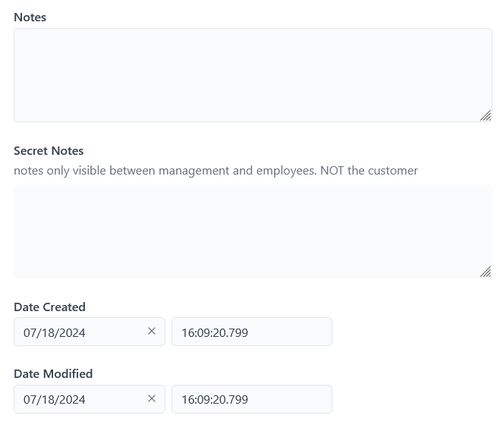 Notes
Secret Notes
notes only visible between management and employees. NOT the customer
Date Created
07/18/2024 × 16:09:20.799
Date Modified
07/18/2024 × 16:09:20.799